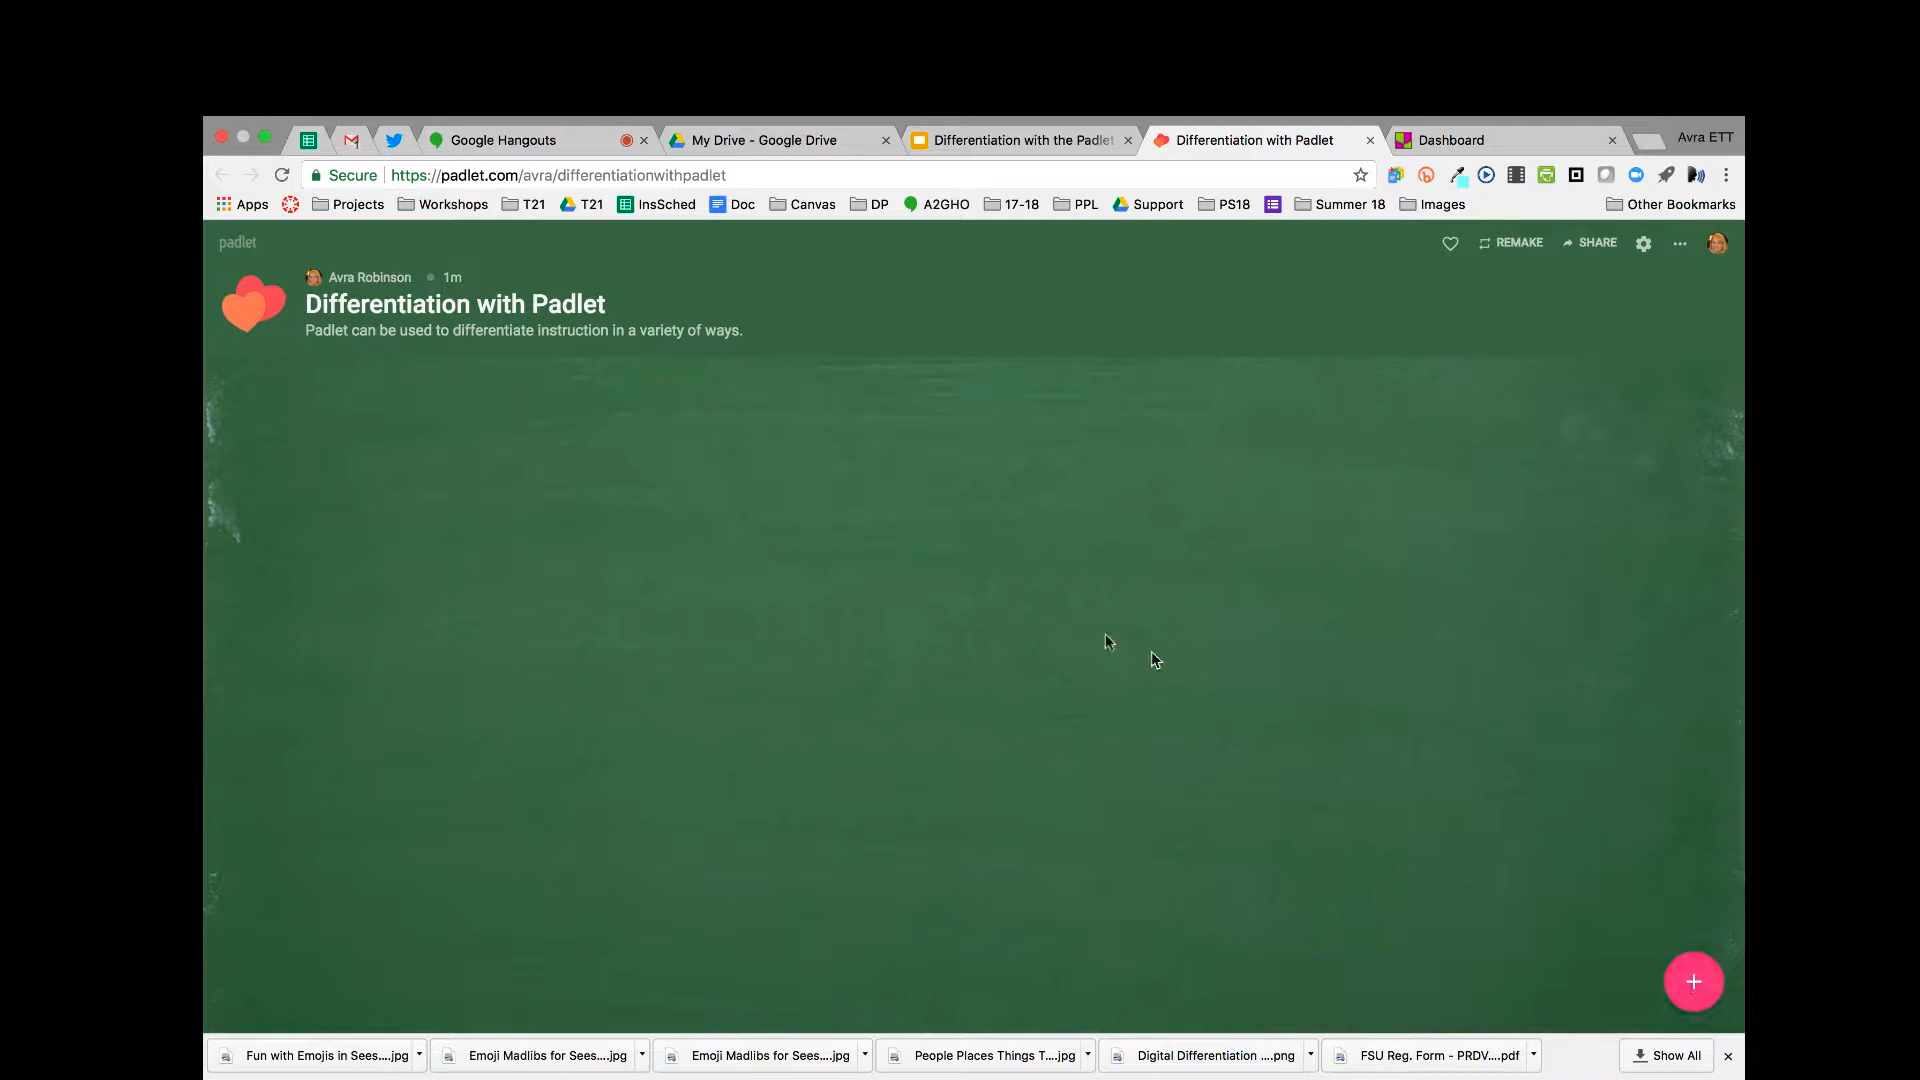 Google Hangouts
My Drive - Google Drive
Differentiation with the Padlet
Differentiation with Padlet
Dashboard
Avra ETT
Secure https://padlet.com/avra/differentiationwithpadlet
Apps Projects Workshops T21 T21 InsSched Doc Canvas DP A2GHO 17-18 PPL Support PS18 Summer 18 Images Other Bookmarks
padlet
REMAKE SHARE
Avra Robinson 1m
Differentiation with Padlet
Padlet can be used to differentiate instruction in a variety of ways.
Fun with Emojis in Sees....jpg
Emoji Madlibs for Sees....jpg
Emoji Madlibs for Sees....jpg
People Places Things T....jpg
Digital Differentiation ....png
FSU Reg. Form - PRDV....pdf
Show All